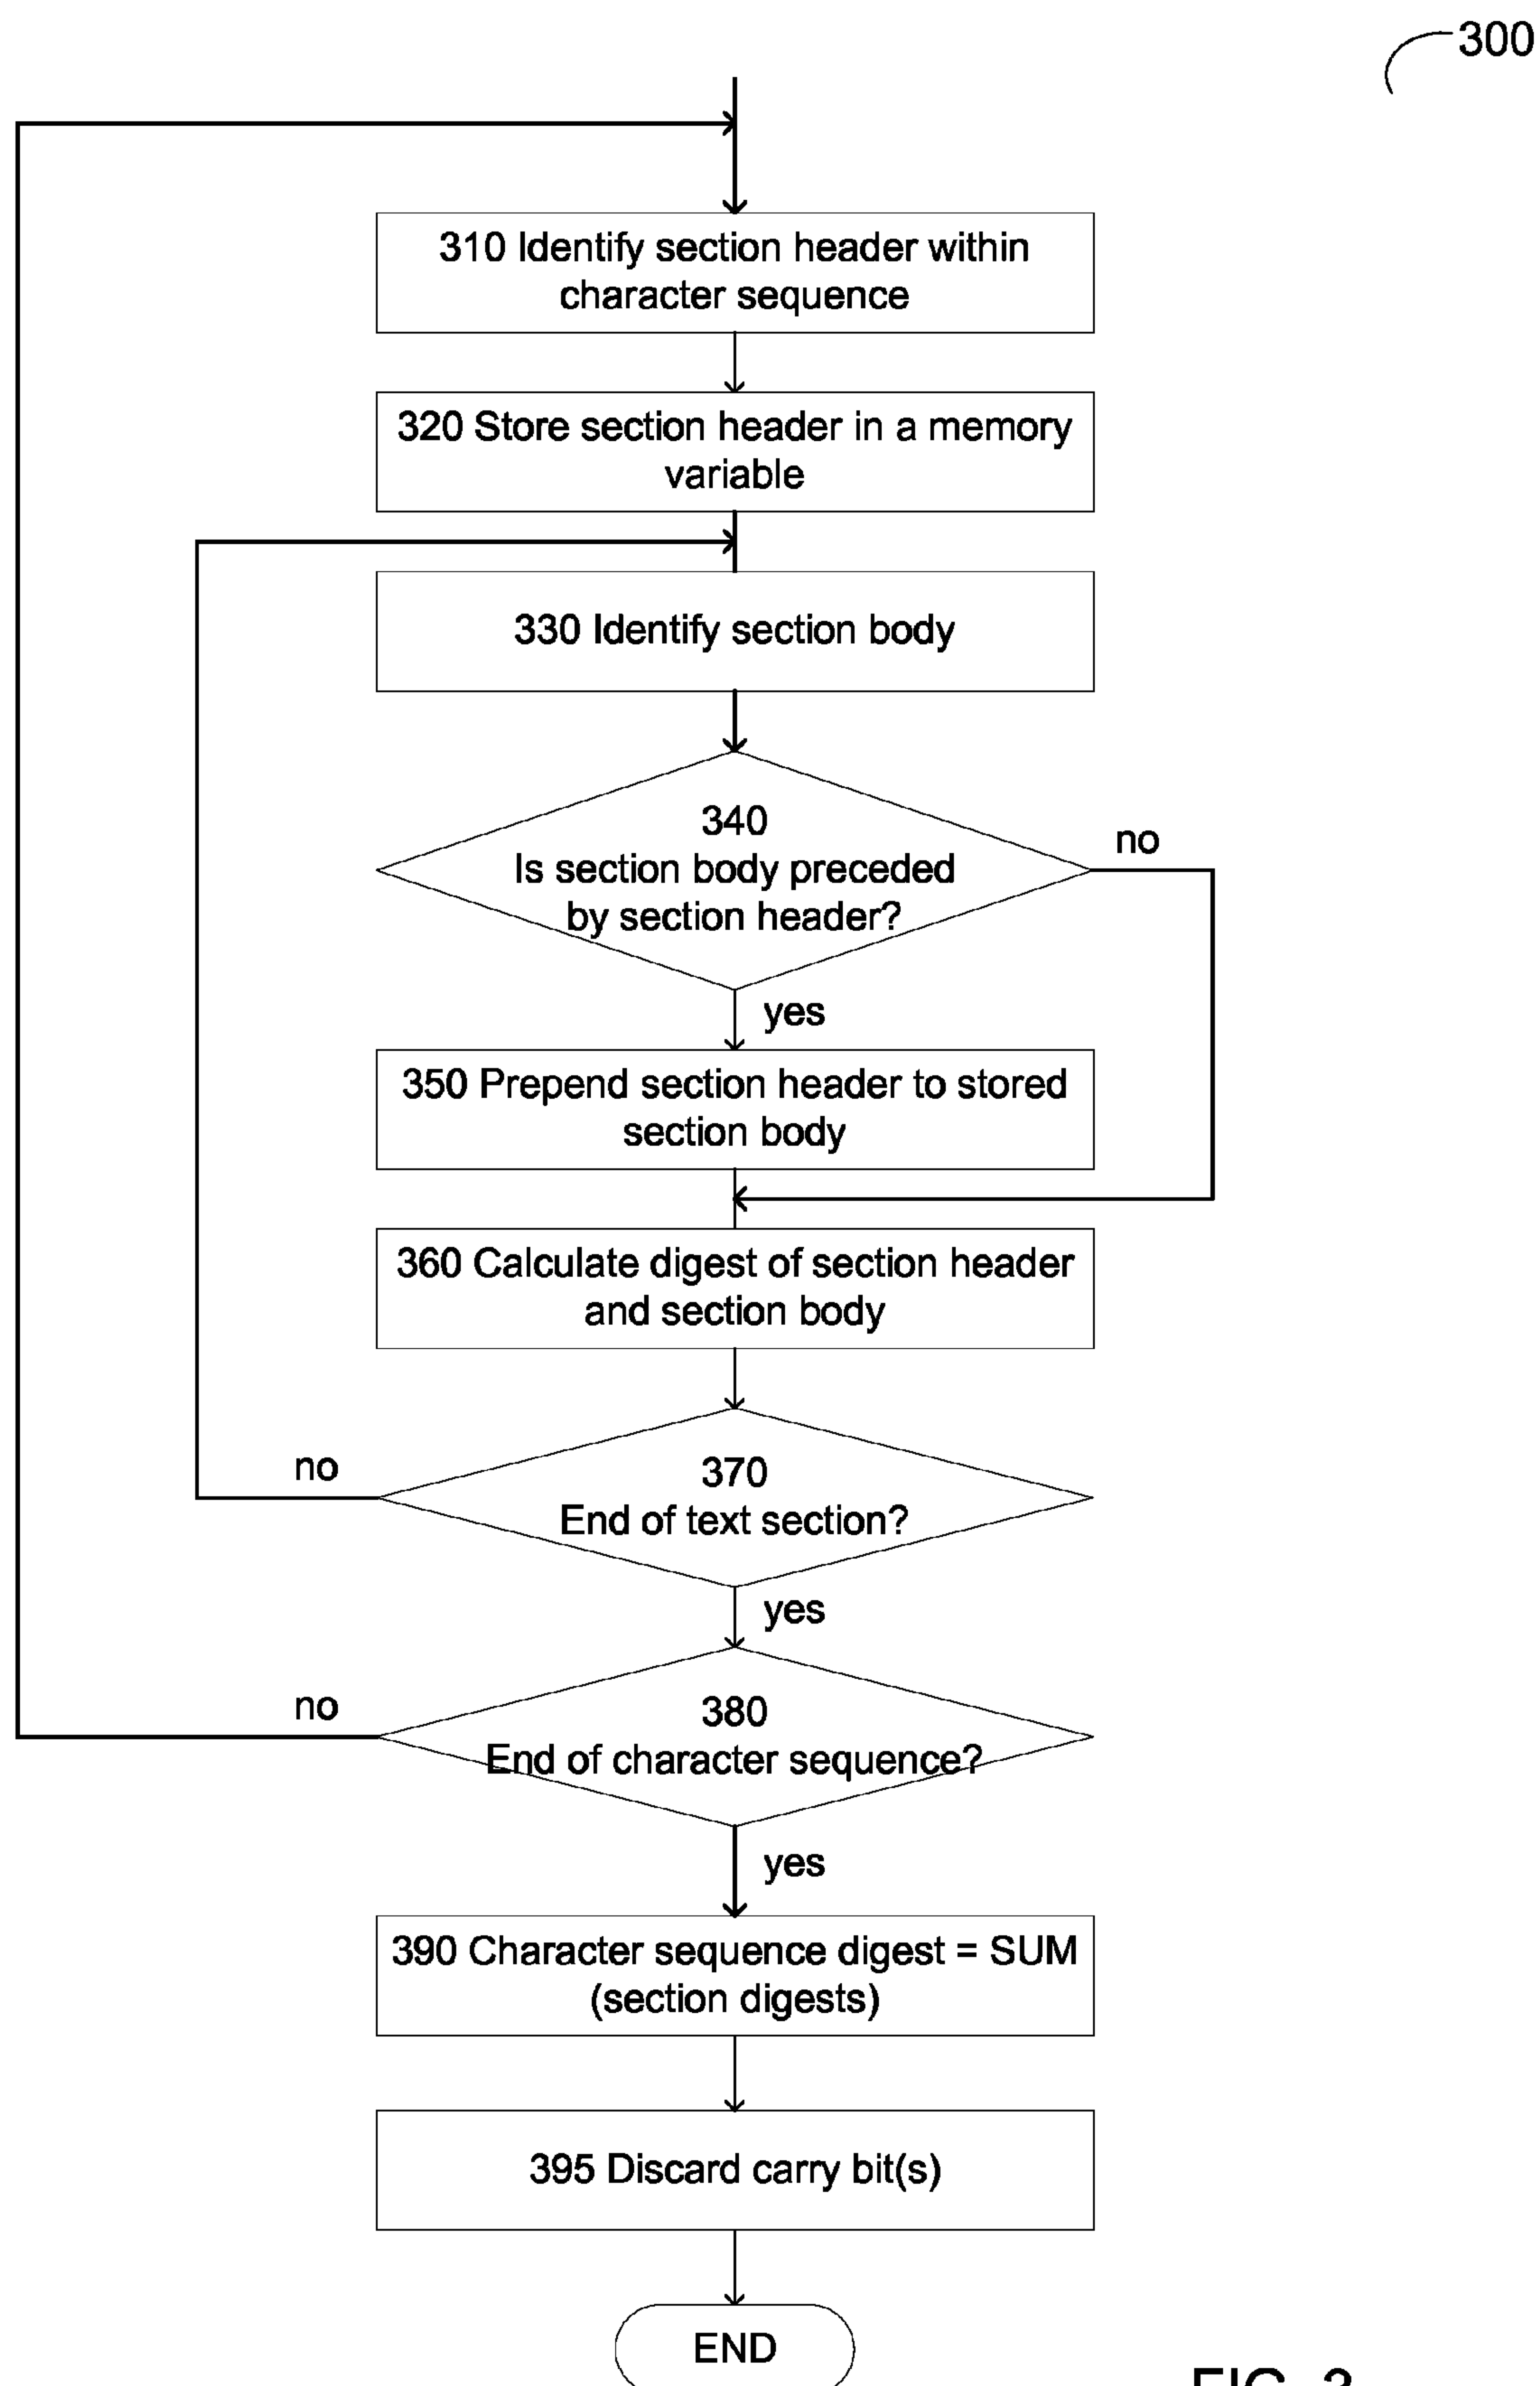 300
310 Identify section header within
character sequence
320 Store section header in a memory
variable
330 Identify section body
340
Is section body preceded
by section header?
no
yes
350 Prepend section header to stored
section body
360 Calculate digest of section header
and section body
no
370
End of text section?
yes
no
380
End of character sequence?
yes
390 Character sequence digest = SUM
(section digests)
395 Discard carry bit(s)
END
FIG. 3